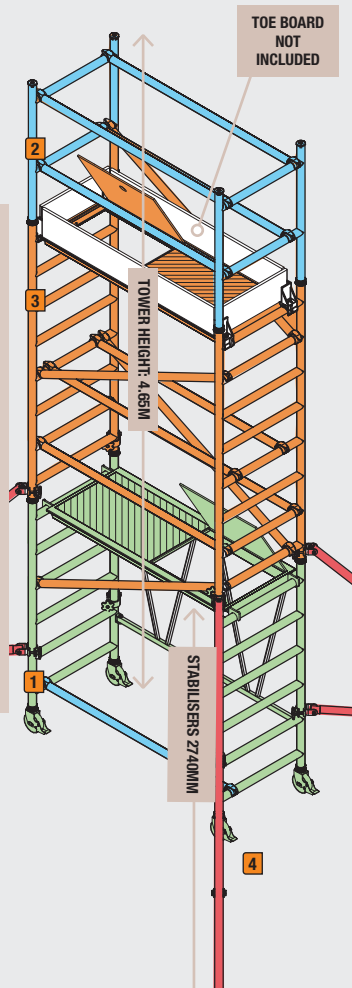 TOE BOARD
NOT
INCLUDED
2
3
TOWER HEIGHT: 4.65M
1
STABILISERS 2740MM
4